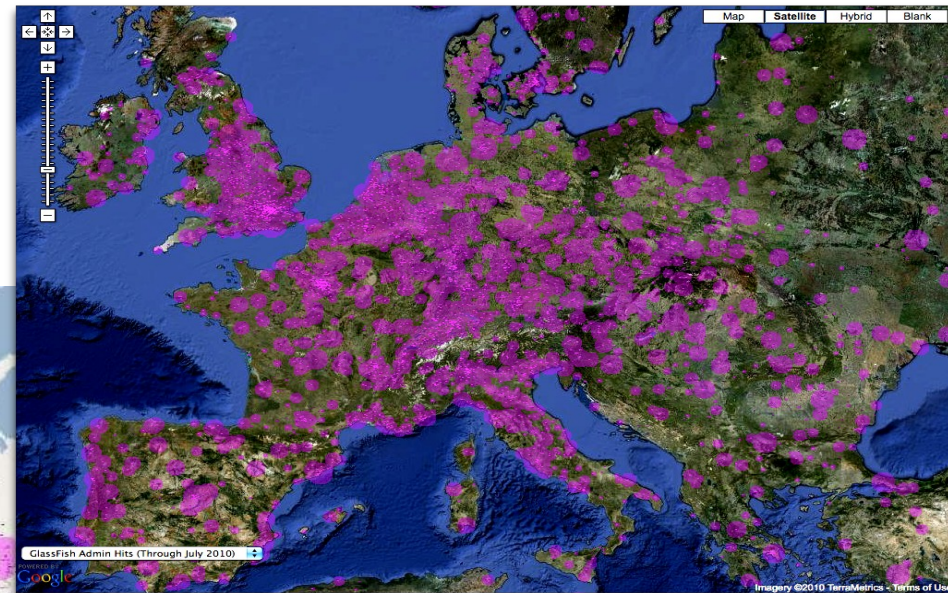 Map Satellite Hybrid Blank
GlassFish Admin Hits (Through July 2010)
POWERED BY
Google
Imagery ©2010 TerraMetrics - Terms of Use